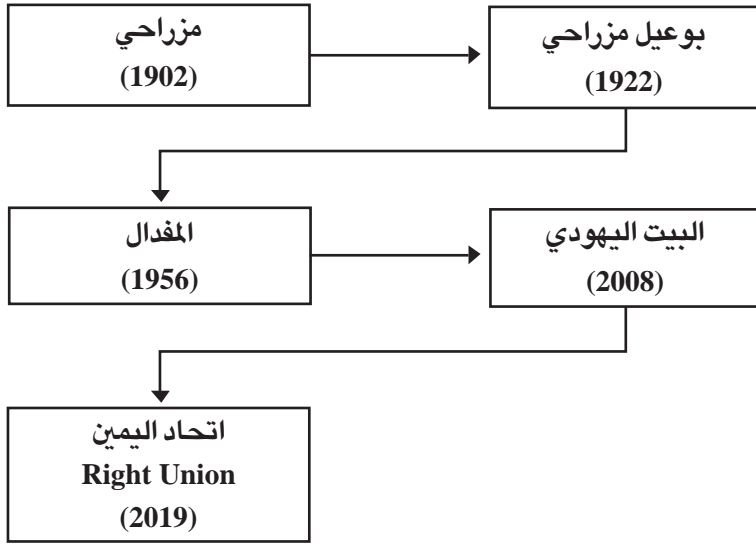 مزراحي
(1902)
بوعيل مزراحي
(1922)
المفدال
(1956)
البيت اليهودي
(2008)
اتحاد اليمين
Right Union
(2019)